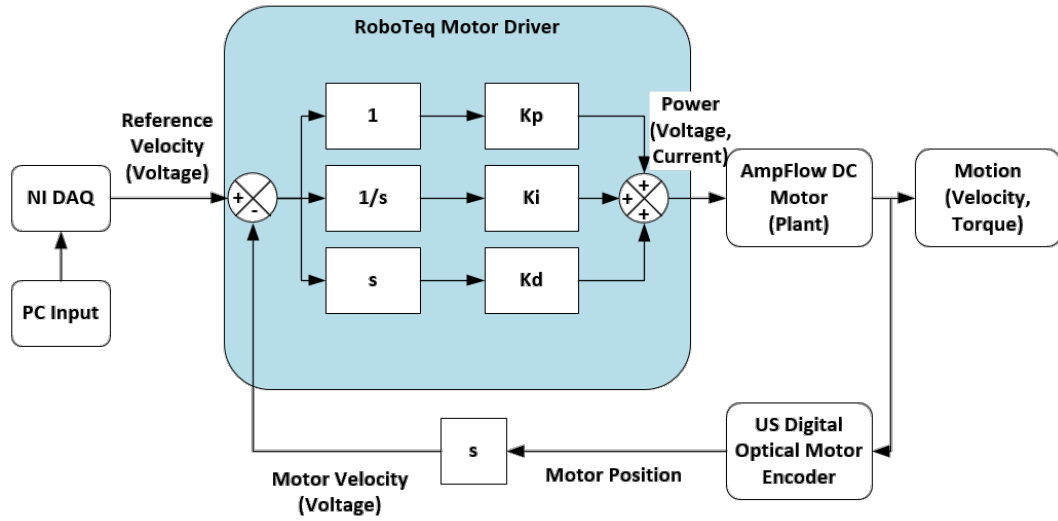 RoboTeq Motor Driver
Reference
Velocity
(Voltage)
NI DAQ
PC Input
+
-
1
Kp
1/s
Ki
s
Kd
+
+
+
Power
(Voltage,
Current)
AmpFlow DC
Motor
(Plant)
Motion
(Velocity,
Torque)
US Digital
Optical Motor
Encoder
Motor Position
s
Motor Velocity
(Voltage)